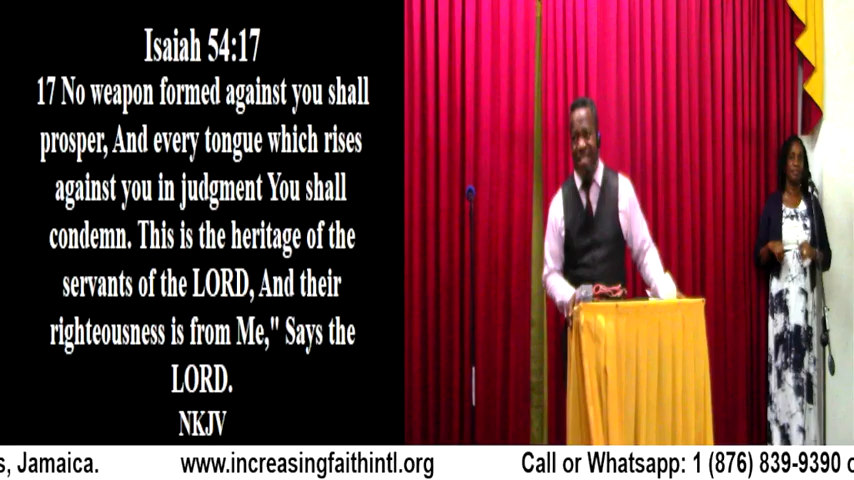 Isaiah 54:17
17 No weapon formed against you shall
prosper, And every tongue which rises
against you in judgment You shall
condemn. This is the heritage of the
servants of the LORD, And their
righteousness is from Me," Says the
LORD.
NKJV
s, Jamaica. www.increasingfaithintl.org Call or Whatsapp: 1 (876) 839-9390 o